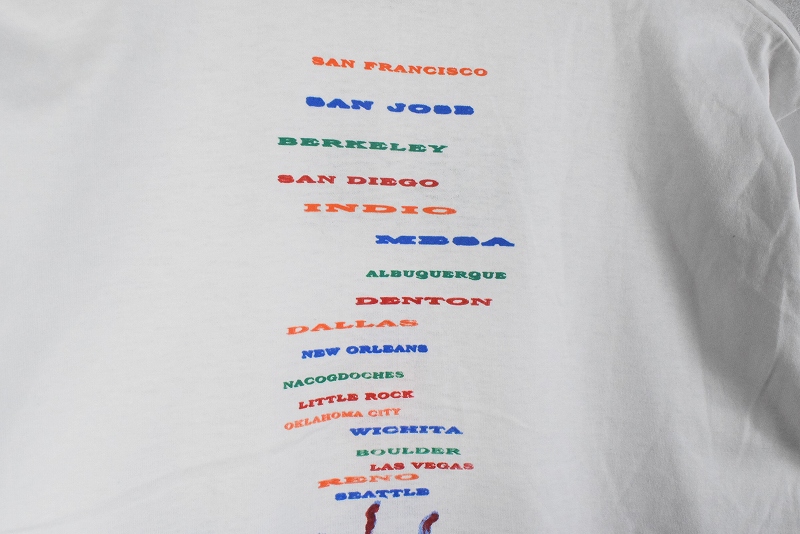 SAN FRANCISCO
SAN JOSE
BERKELEY
SAN DIEGO
INDIO
MESA
ALBUQUERQUE
DENTON
DALLAS
NEW ORLEANS
NACOGDOCHES
LITTLE ROCK
OKLAHOMA CITY
WICHITA
BOULDER
LAS VEGAS
RENO
SEATTLE